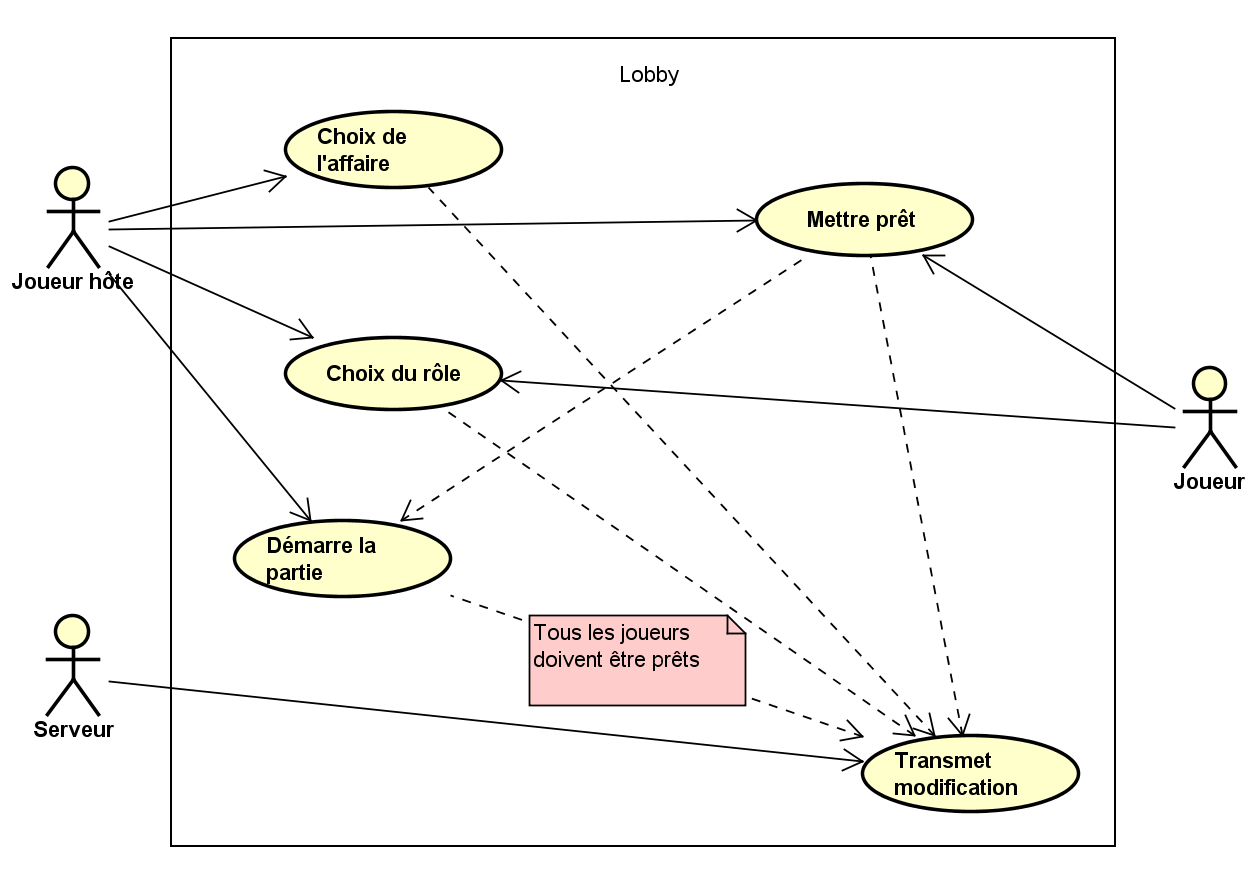 Lobby
Choix de
l'affaire
Mettre prêt
Joueur hôte
Choix du rôle
Joueur
Démarre la
partie
Tous les joueurs
doivent être prêts
Serveur
Transmet
modification